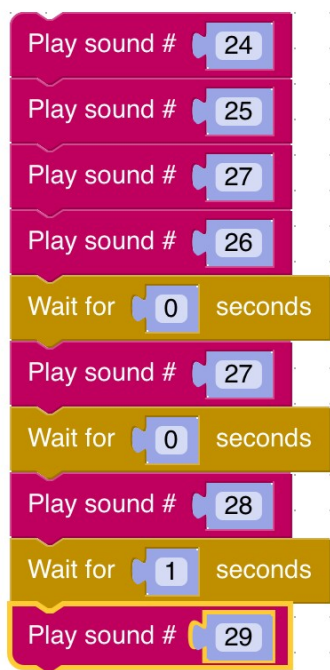 Play sound # 24
Play sound # 25
Play sound # 27
Play sound # 26
Wait for 0 seconds
Play sound # 27
Wait for 0 seconds
Play sound # 28
Wait for 1 seconds
Play sound # 29